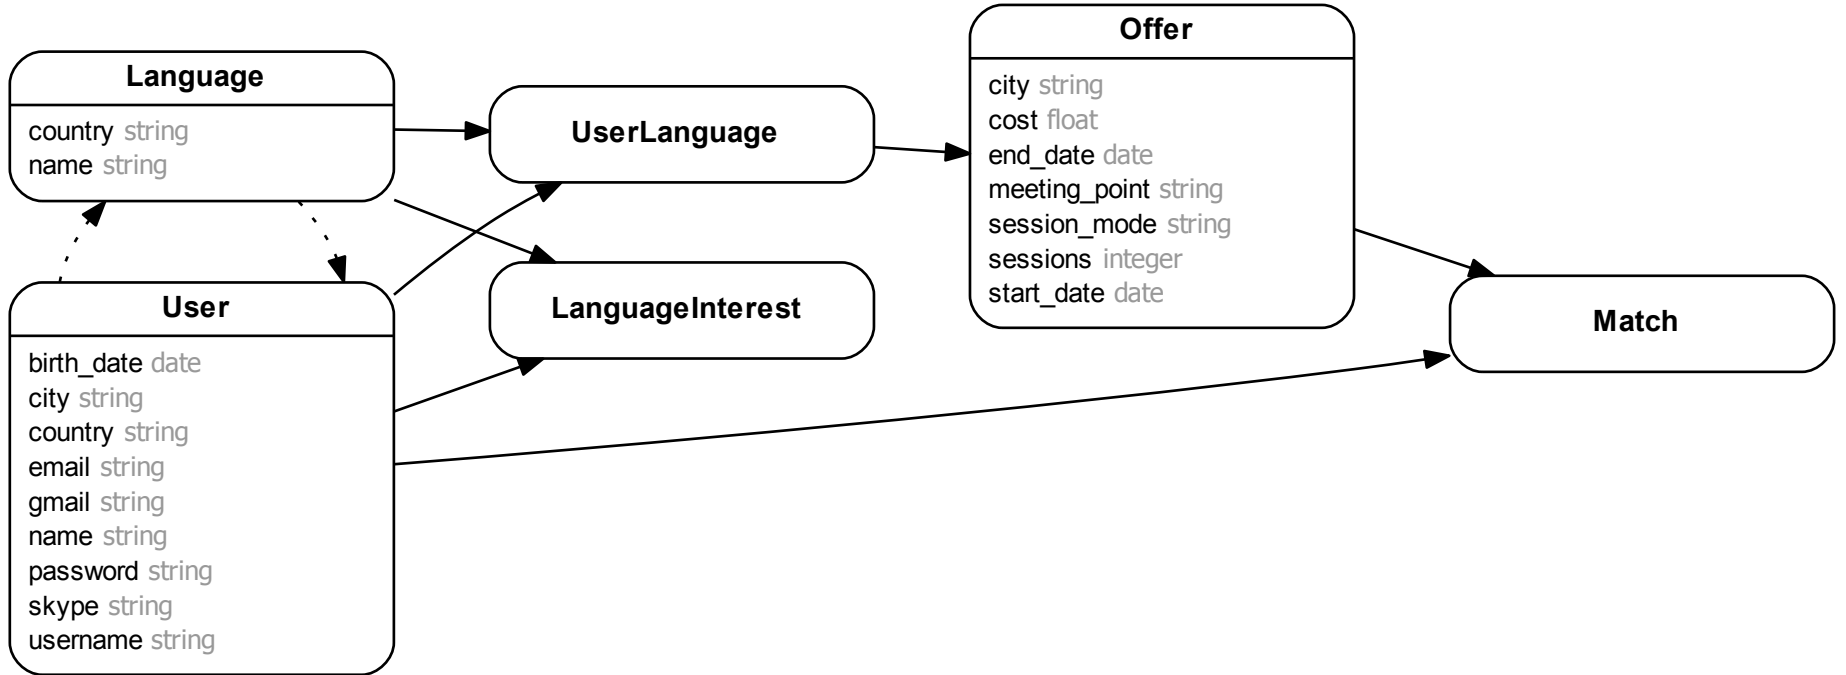 Language
country string
name string
User
birth_date date
city string
country string
email string
gmail string
name string
password string
skype string
username string
UserLanguage
LanguageInterest
Offer
city string
cost float
end_date date
meeting_point string
session_mode string
sessions integer
start_date date
Match